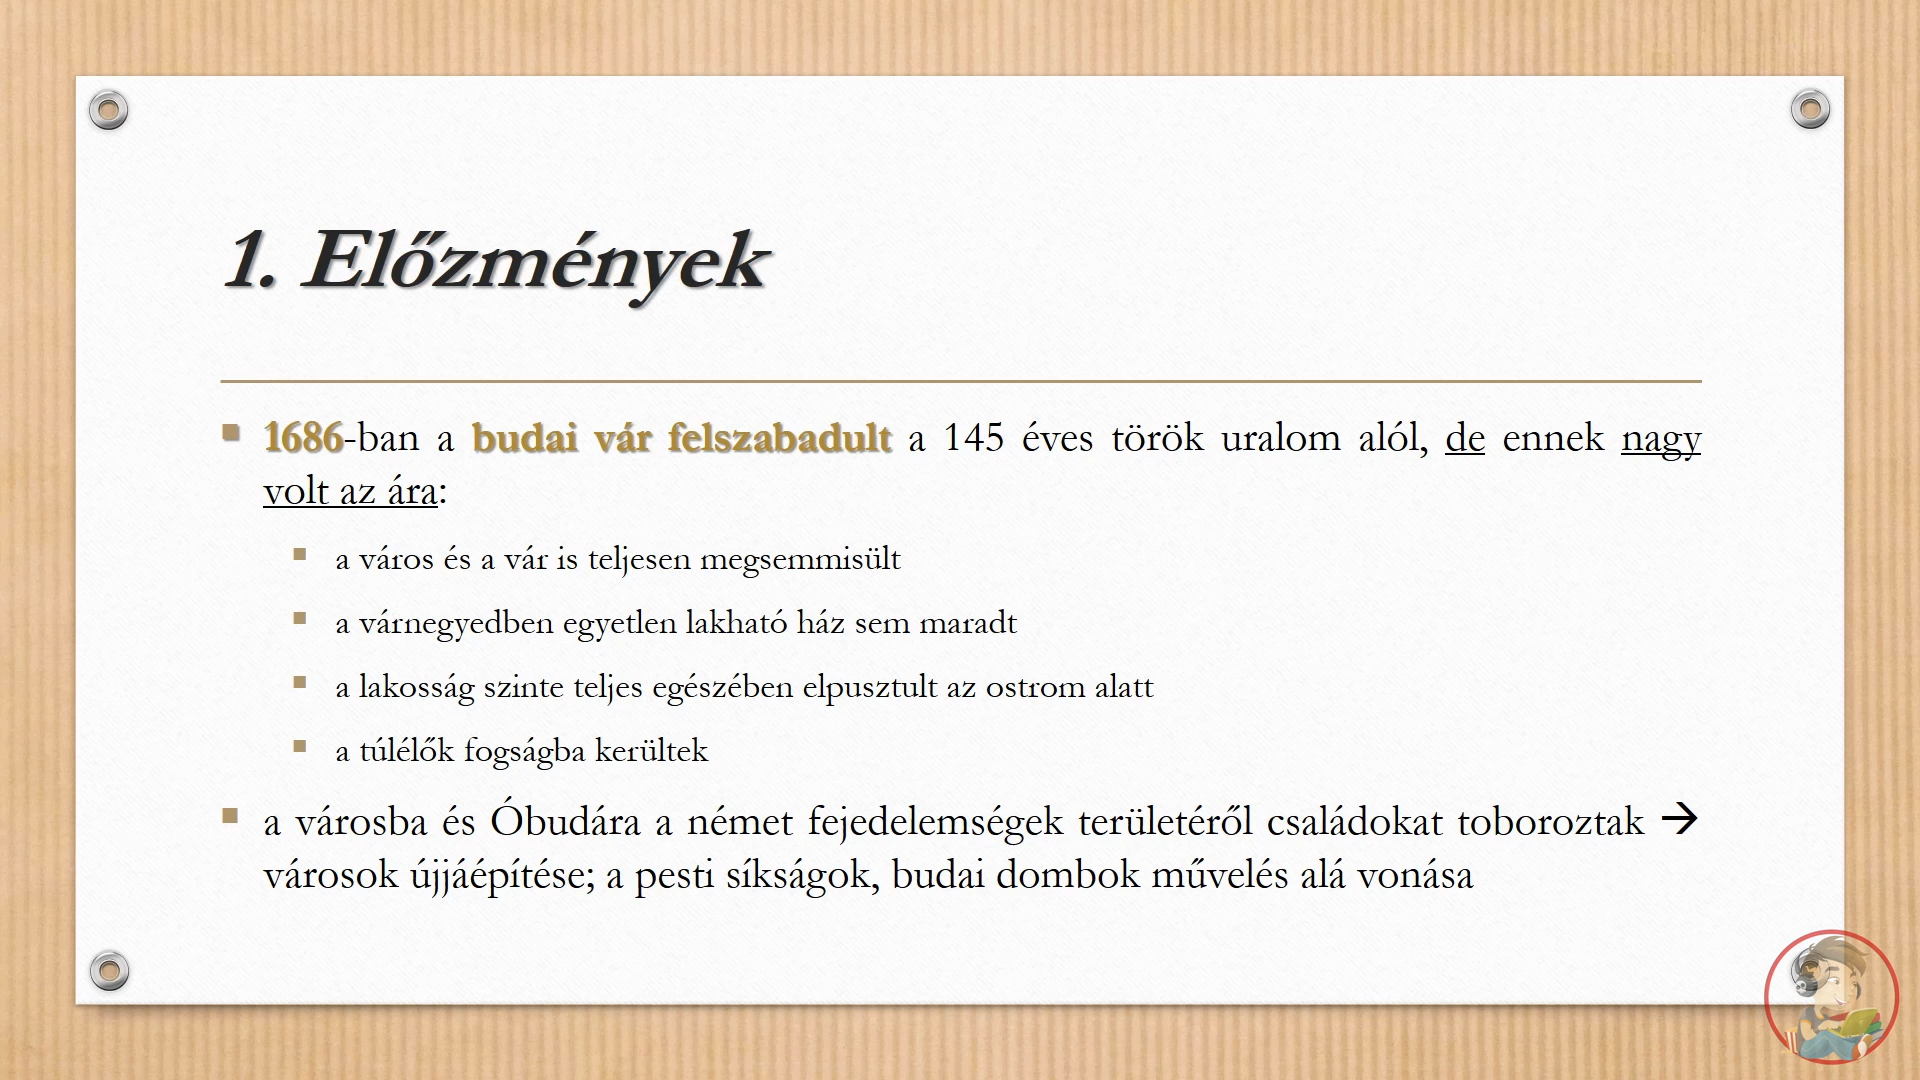 1. Előzmények
1686-ban a budai vár felszabadult a 145 éves török uralom alól, de ennek nagy
volt az ára:
a város és a vár is teljesen megsemmisült
a várnegyedben egyetlen lakható ház sem maradt
a lakosság szinte teljes egészében elpusztult az ostrom alatt
a túlélők fogságba kerültek
a városba és Óbudára a német fejedelemségek területéről családokat toboroztak →
városok újjáépítése; a pesti síkságok, budai dombok művelés alá vonása